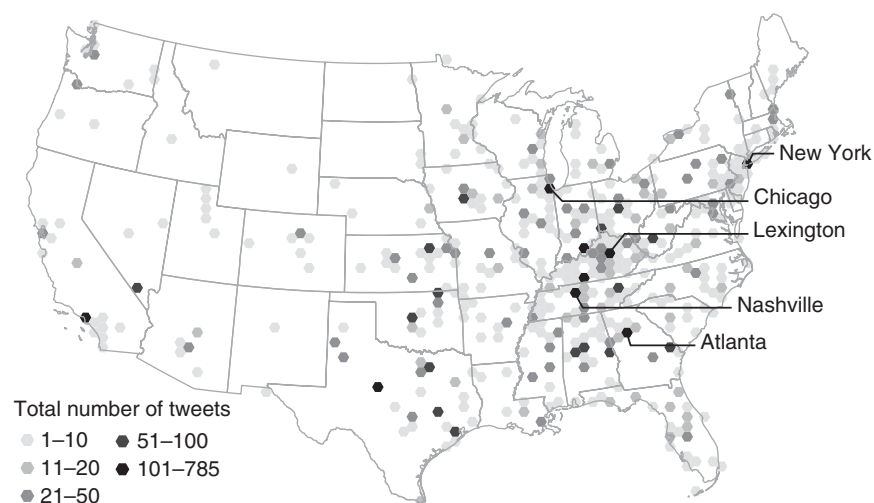 New York
Chicago
Lexington
Nashville
Atlanta
Total number of tweets
1–10
51–100
11–20
101–785
21–50